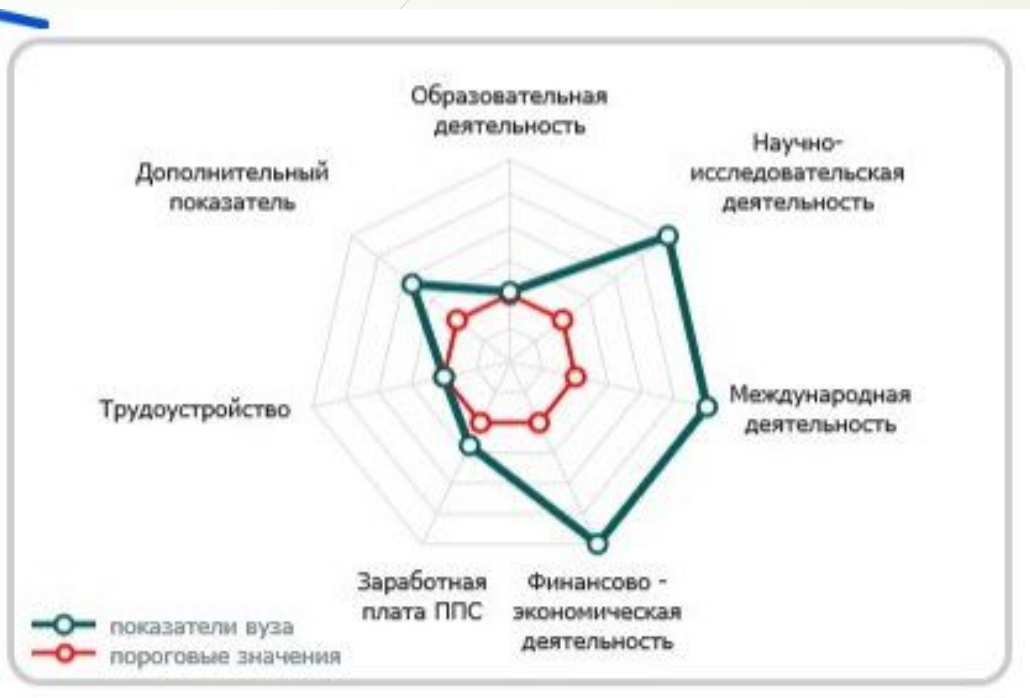 Образовательная
деятельность
Научно-
исследовательская
деятельность
Дополнительный
показатель
Международная
деятельность
Трудоустройство
Заработная
плата ППС
Финансово -
экономическая
деятельность
показатели вуза
пороговые значения